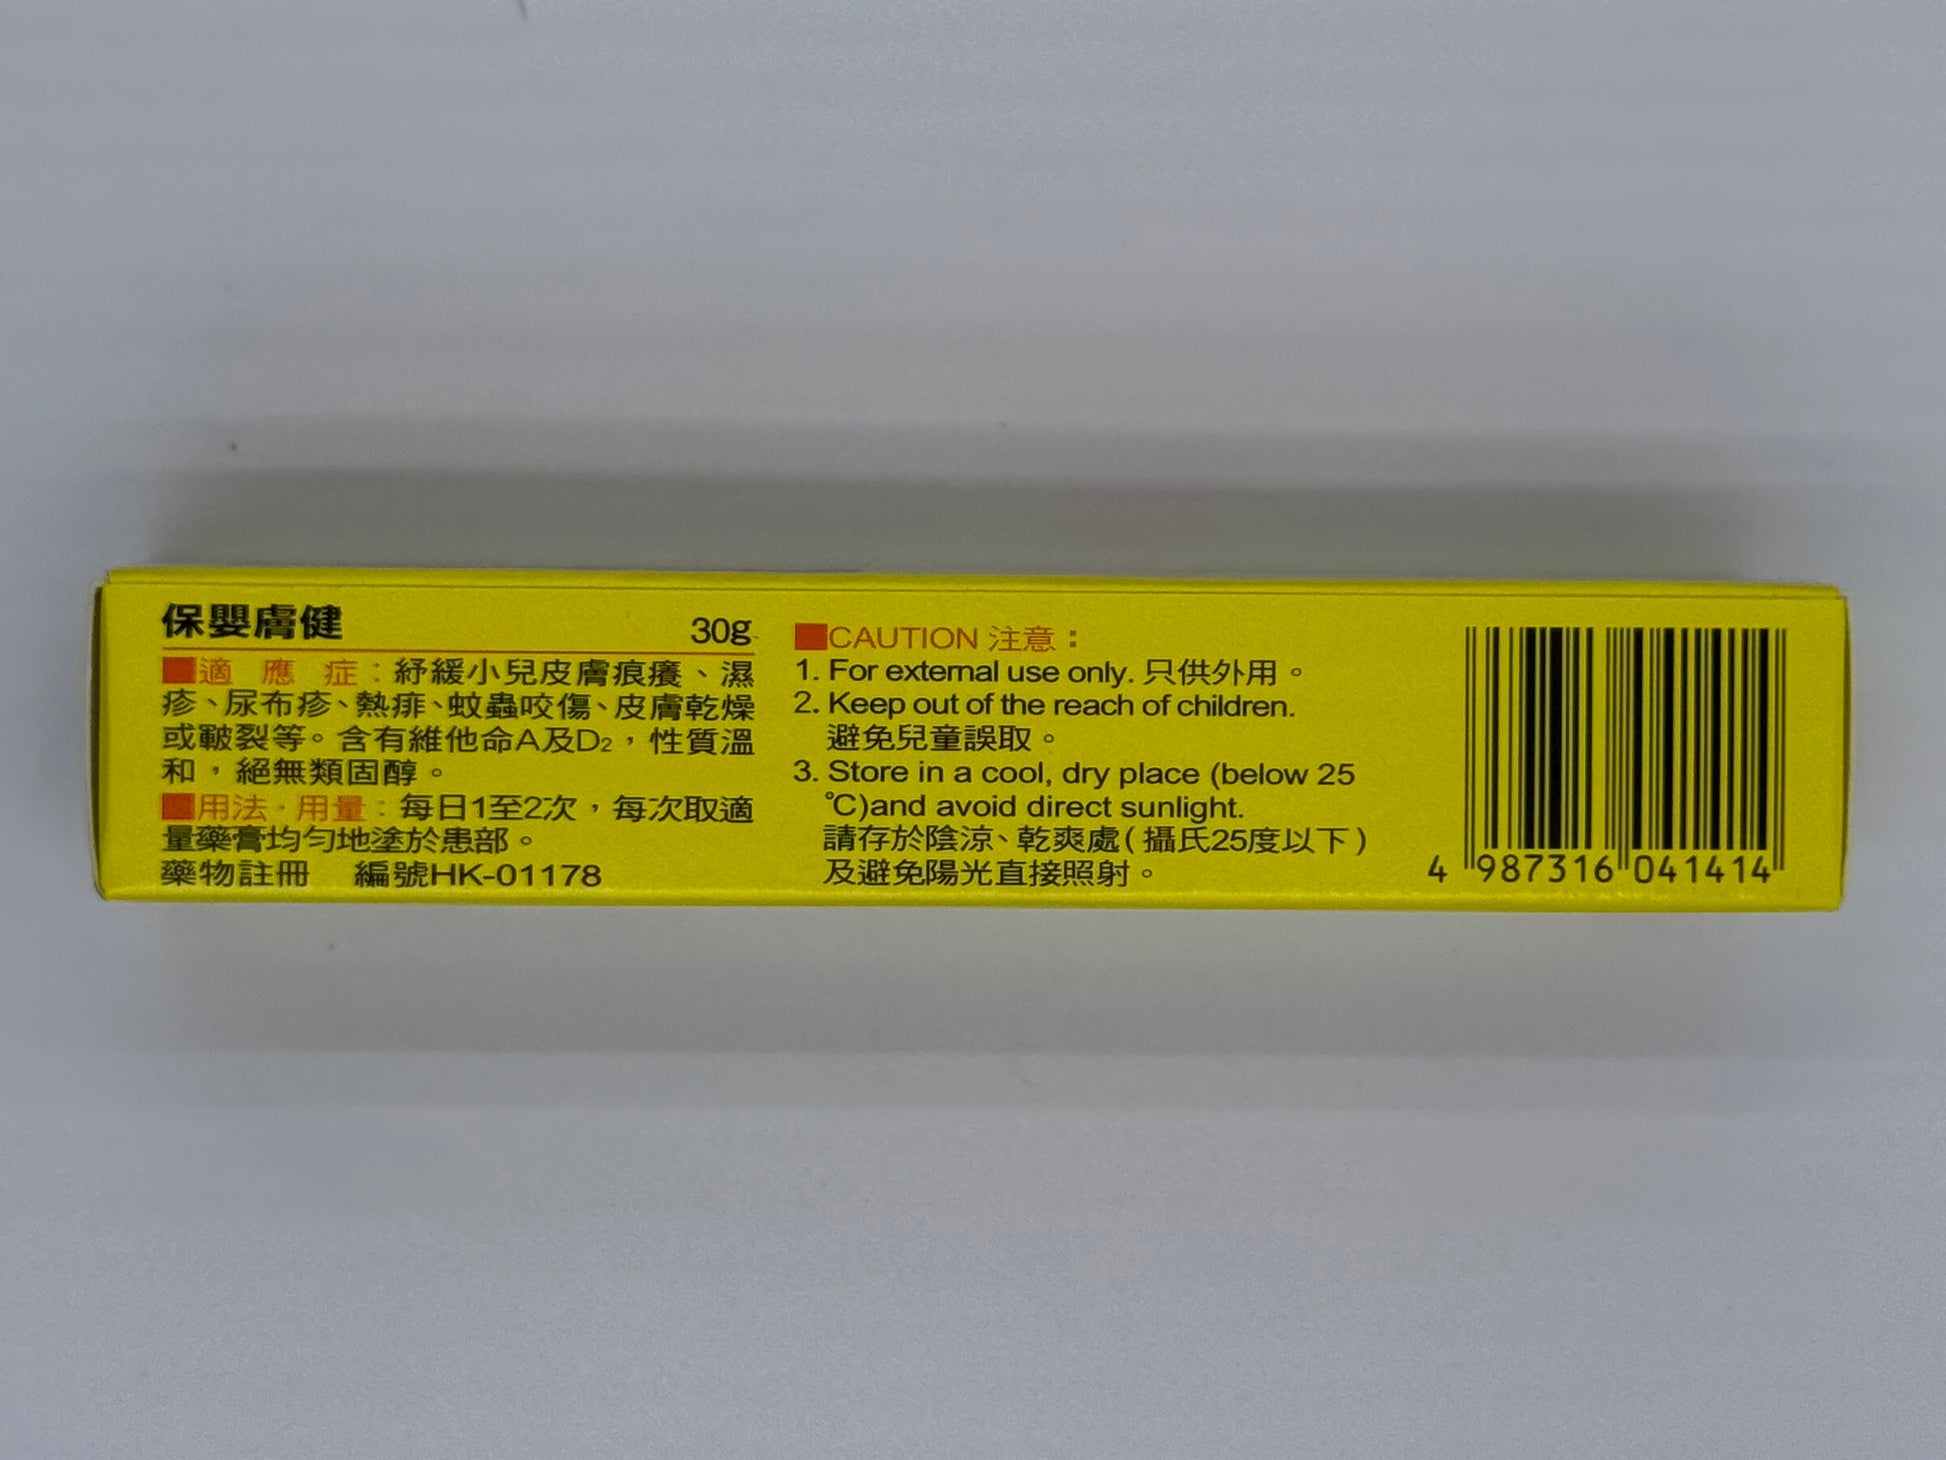 保嬰膚健 30g
■適應症：紓緩小兒皮膚痕癢、濕
疹、尿布疹、熱痱、蚊蟲咬傷、皮膚乾燥
或皸裂等。含有維他命A及D₂，性質溫
和，絕無類固醇。
■用法·用量：每日1至2次，每次取適
量藥膏均勻地塗於患部。
藥物註冊 編號HK-01178
■CAUTION 注意：
1. For external use only. 只供外用。
2. Keep out of the reach of children.
避免兒童誤取。
3. Store in a cool, dry place (below 25
℃)and avoid direct sunlight.
請存於陰涼、乾爽處(攝氏25度以下)
及避免陽光直接照射。
4 987316 041414